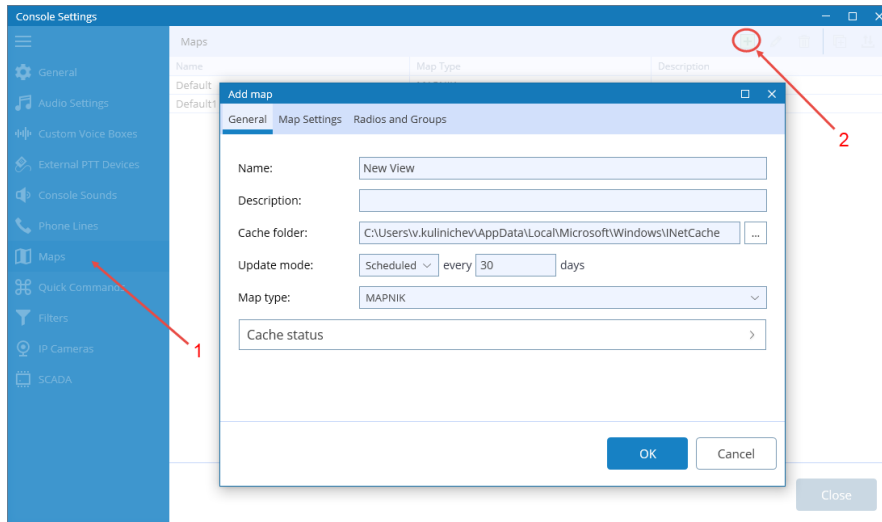 Console Settings
Maps
Name Map Type Description
General
Default
Audio Settings
Default1
Custom Voice Boxes
External PTT Devices
Console Sounds
Phone Lines
Maps
Quick Commands
Filters
IP Cameras
SCADA
Add map
General Map Settings Radios and Groups
Name: New View
Description:
Cache folder: C:\Users\v.kulinichev\AppData\Local\Microsoft\Windows\INetCache ...
Update mode: Scheduled every 30 days
Map type: MAPNIK
Cache status
OK Cancel
Close
1
2